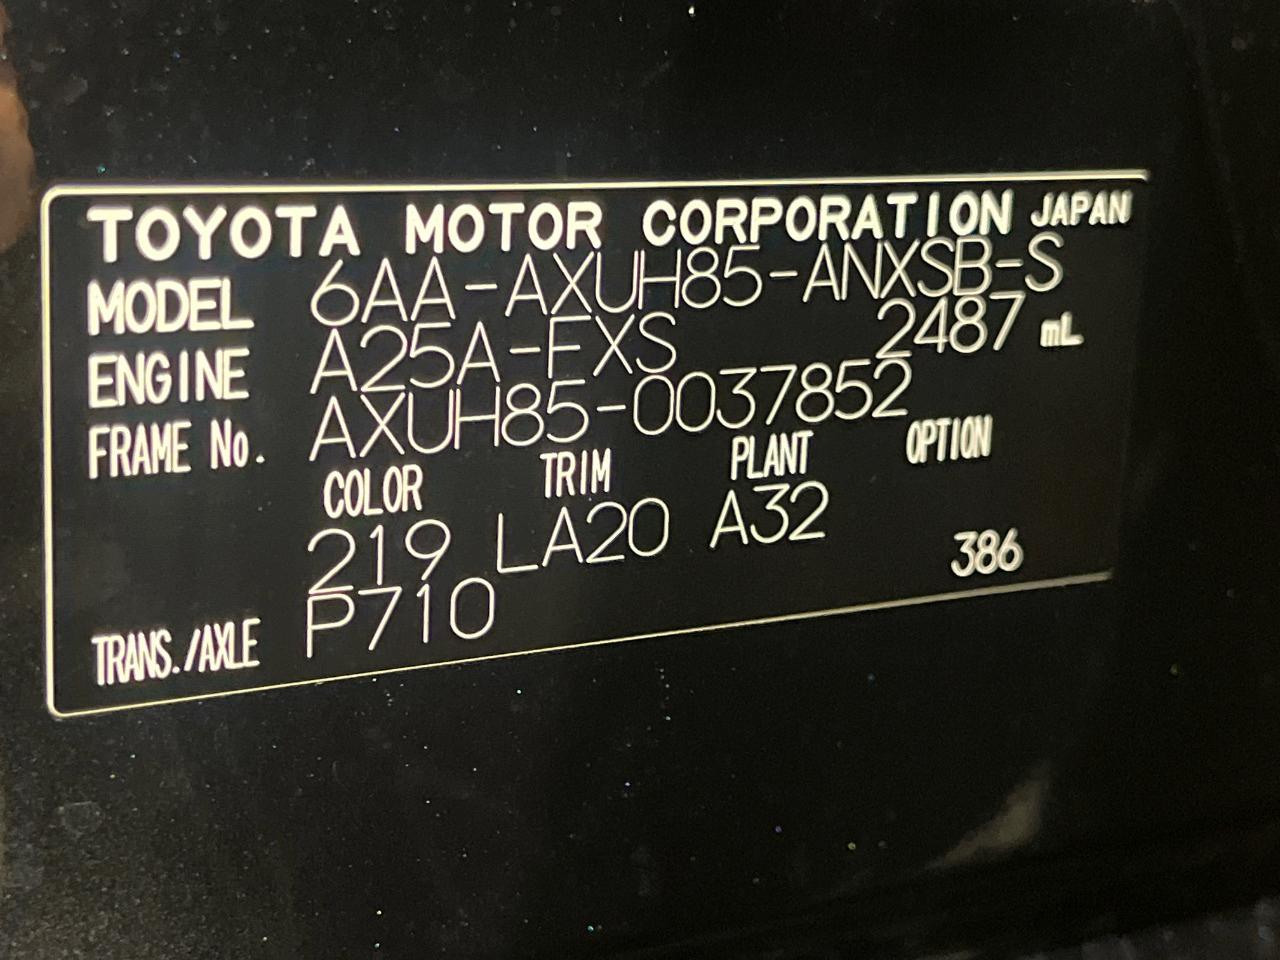 TOYOTA MOTOR CORPORATION JAPAN
MODEL 6AA-AXUH85-ANXSB-S
ENGINE A25A-FXS 2487 mL
FRAME No. AXUH85-0037852
COLOR TRIM PLANT OPTION
219 LA20 A32
TRANS./AXLE P710 386